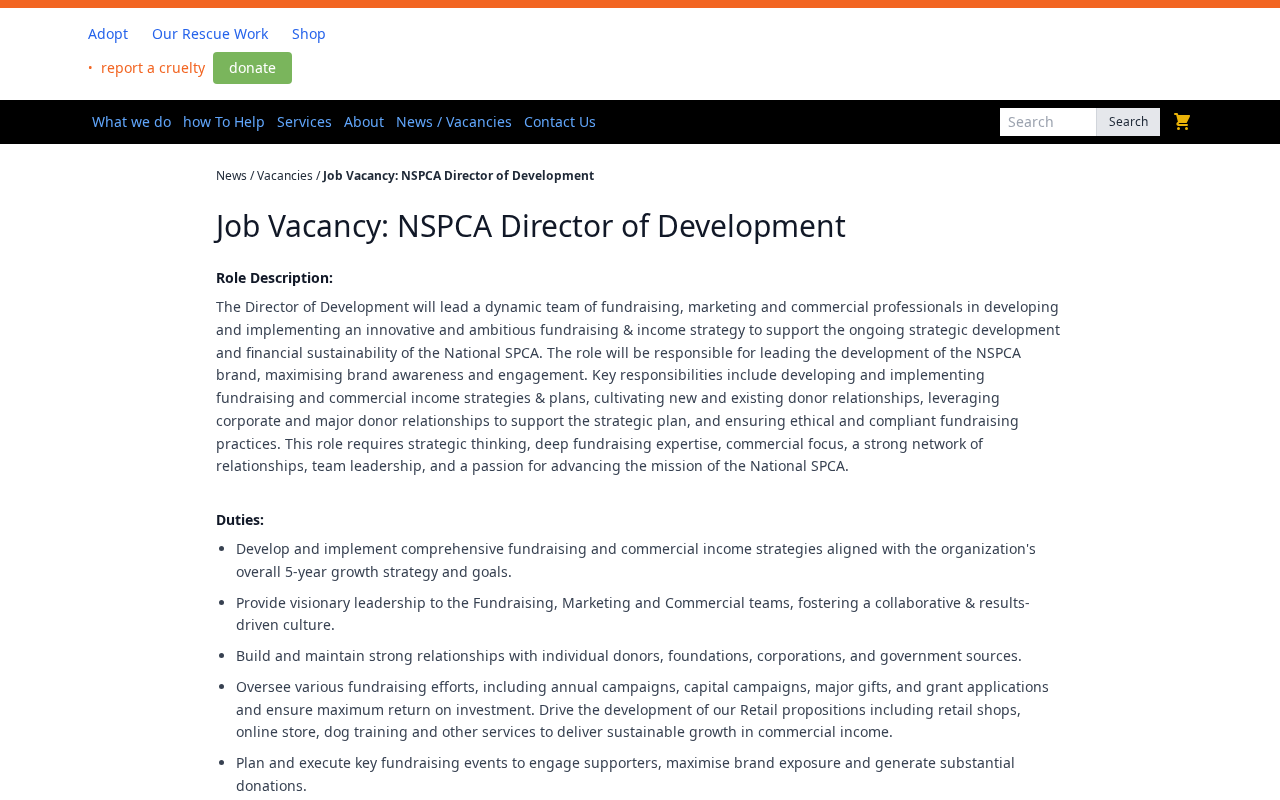 Adopt Our Rescue Work Shop
• report a cruelty donate
What we do how To Help Services About News / Vacancies Contact Us Search Search
News / Vacancies / Job Vacancy: NSPCA Director of Development
Job Vacancy: NSPCA Director of Development
Role Description:
The Director of Development will lead a dynamic team of fundraising, marketing and commercial professionals in developing
and implementing an innovative and ambitious fundraising & income strategy to support the ongoing strategic development
and financial sustainability of the National SPCA. The role will be responsible for leading the development of the NSPCA
brand, maximising brand awareness and engagement. Key responsibilities include developing and implementing
fundraising and commercial income strategies & plans, cultivating new and existing donor relationships, leveraging
corporate and major donor relationships to support the strategic plan, and ensuring ethical and compliant fundraising
practices. This role requires strategic thinking, deep fundraising expertise, commercial focus, a strong network of
relationships, team leadership, and a passion for advancing the mission of the National SPCA.
Duties:
• Develop and implement comprehensive fundraising and commercial income strategies aligned with the organization's
overall 5-year growth strategy and goals.
• Provide visionary leadership to the Fundraising, Marketing and Commercial teams, fostering a collaborative & results-
driven culture.
• Build and maintain strong relationships with individual donors, foundations, corporations, and government sources.
• Oversee various fundraising efforts, including annual campaigns, capital campaigns, major gifts, and grant applications
and ensure maximum return on investment. Drive the development of our Retail propositions including retail shops,
online store, dog training and other services to deliver sustainable growth in commercial income.
• Plan and execute key fundraising events to engage supporters, maximise brand exposure and generate substantial
donations.